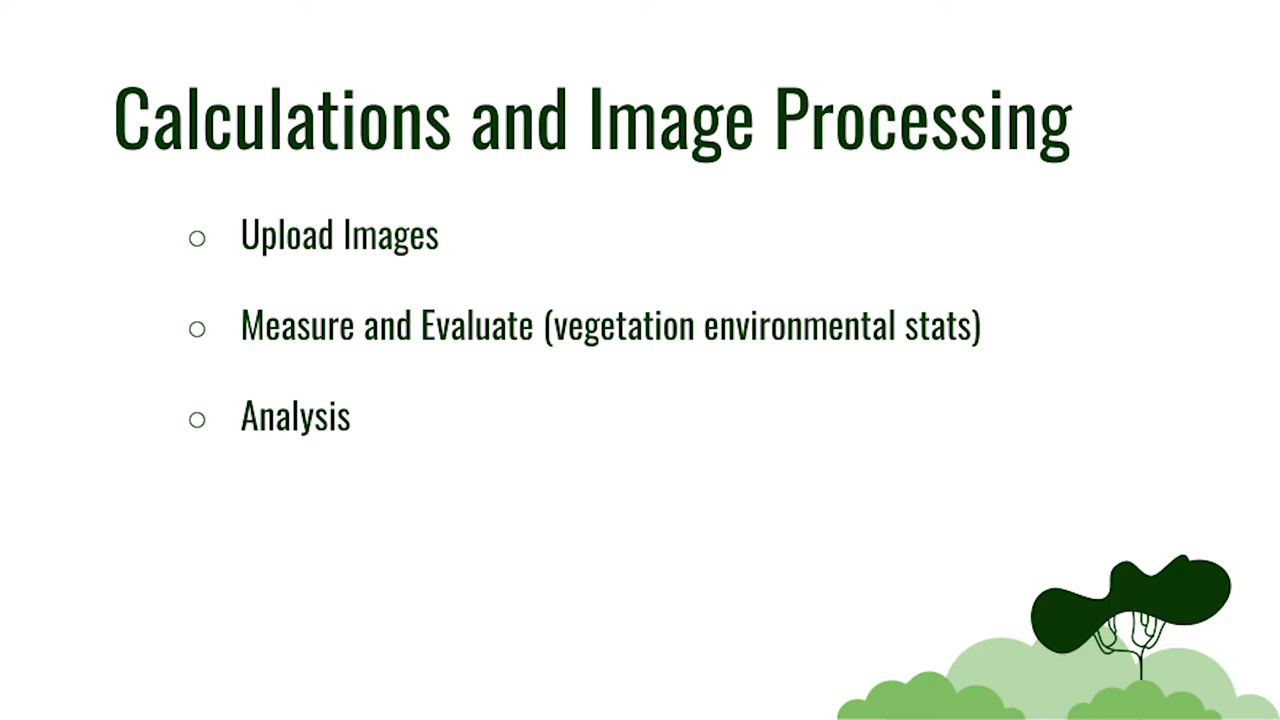 Calculations and Image Processing
Upload Images
Measure and Evaluate (vegetation environmental stats)
Analysis